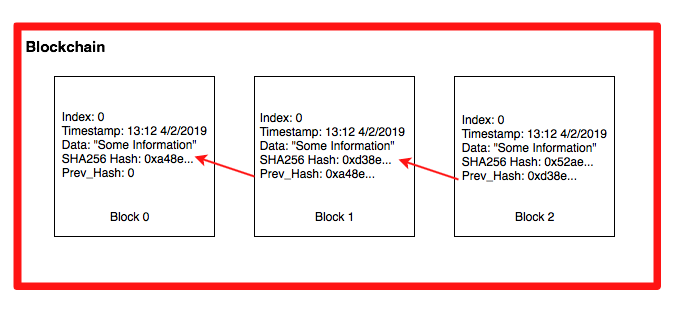 Blockchain
Index: 0
Timestamp: 13:12 4/2/2019
Data: "Some Information"
SHA256 Hash: 0xa48e...
Prev_Hash: 0
Block 0
Index: 0
Timestamp: 13:12 4/2/2019
Data: "Some Information"
SHA256 Hash: 0xd38e...
Prev_Hash: 0xa48e...
Block 1
Index: 0
Timestamp: 13:12 4/2/2019
Data: "Some Information"
SHA256 Hash: 0x52ae...
Prev_Hash: 0xd38e...
Block 2